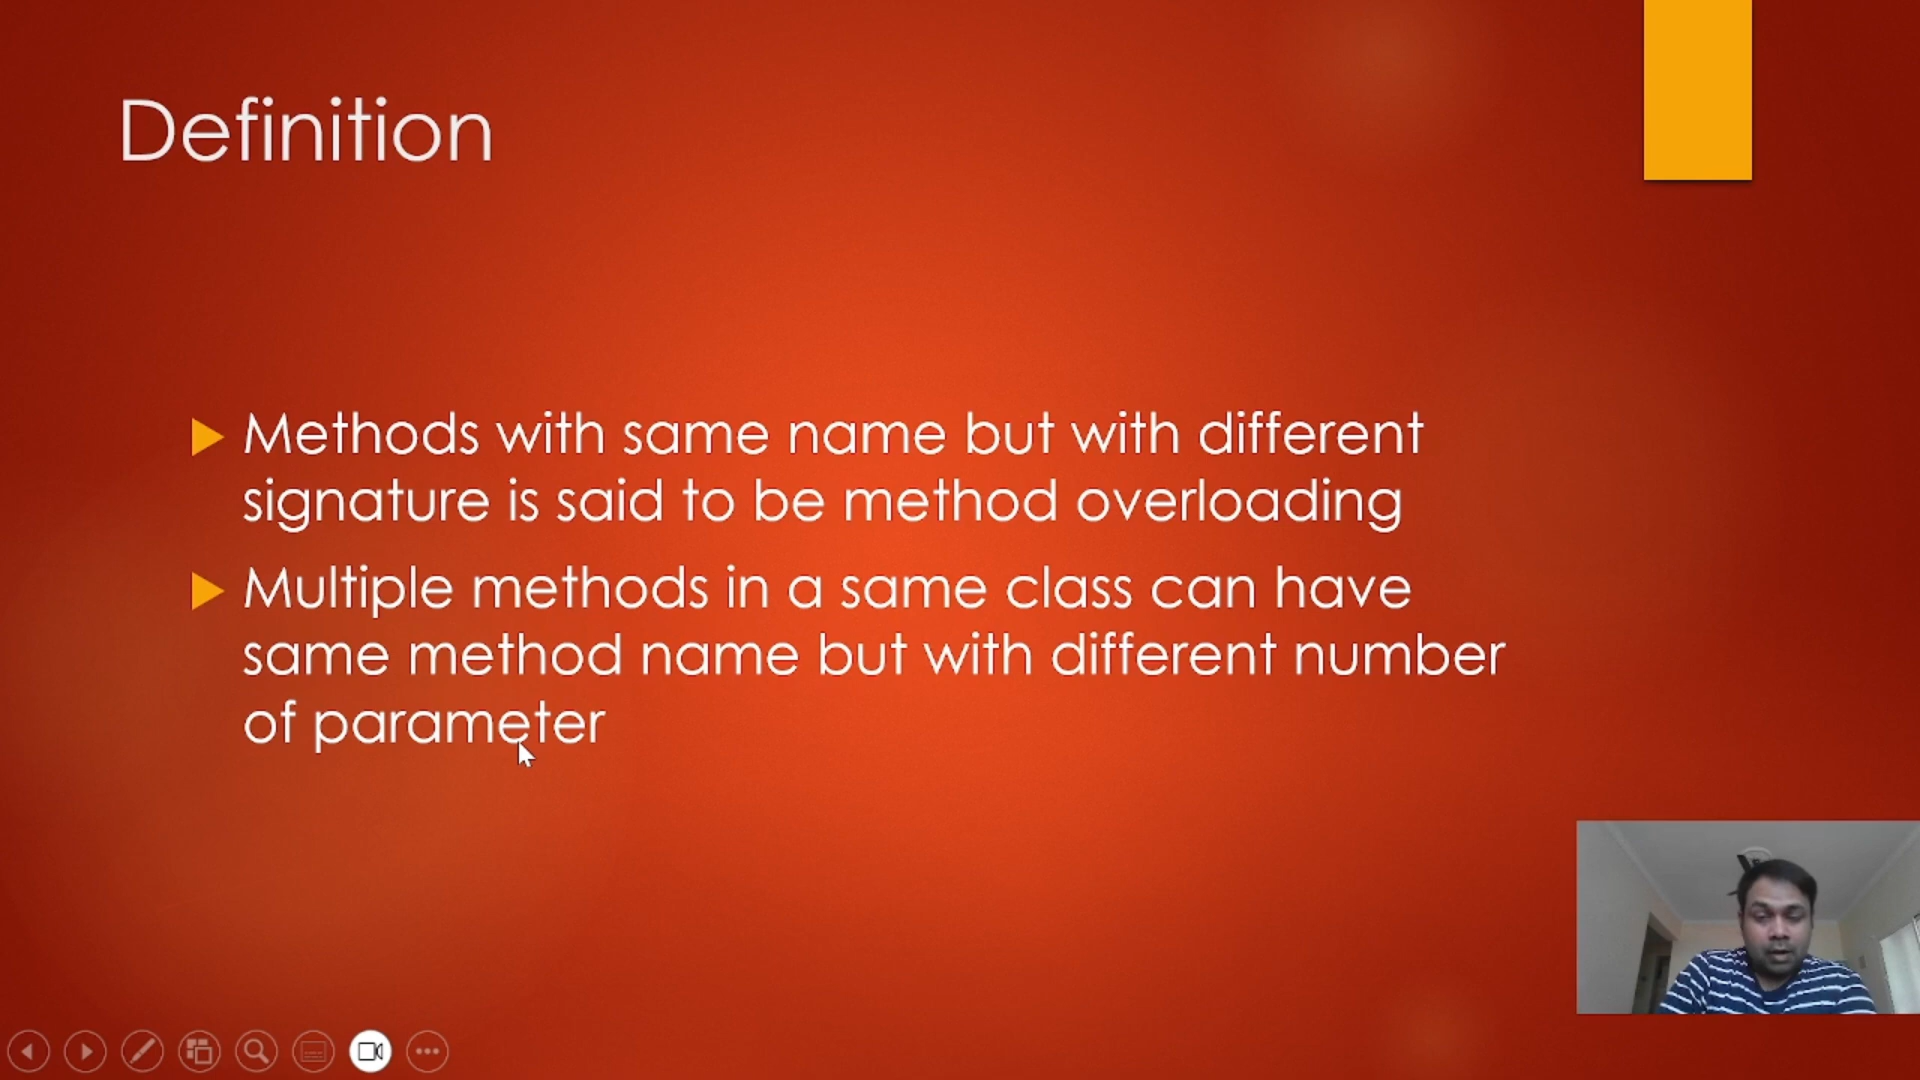 Definition
Methods with same name but with different
signature is said to be method overloading
Multiple methods in a same class can have
same method name but with different number
of parameter